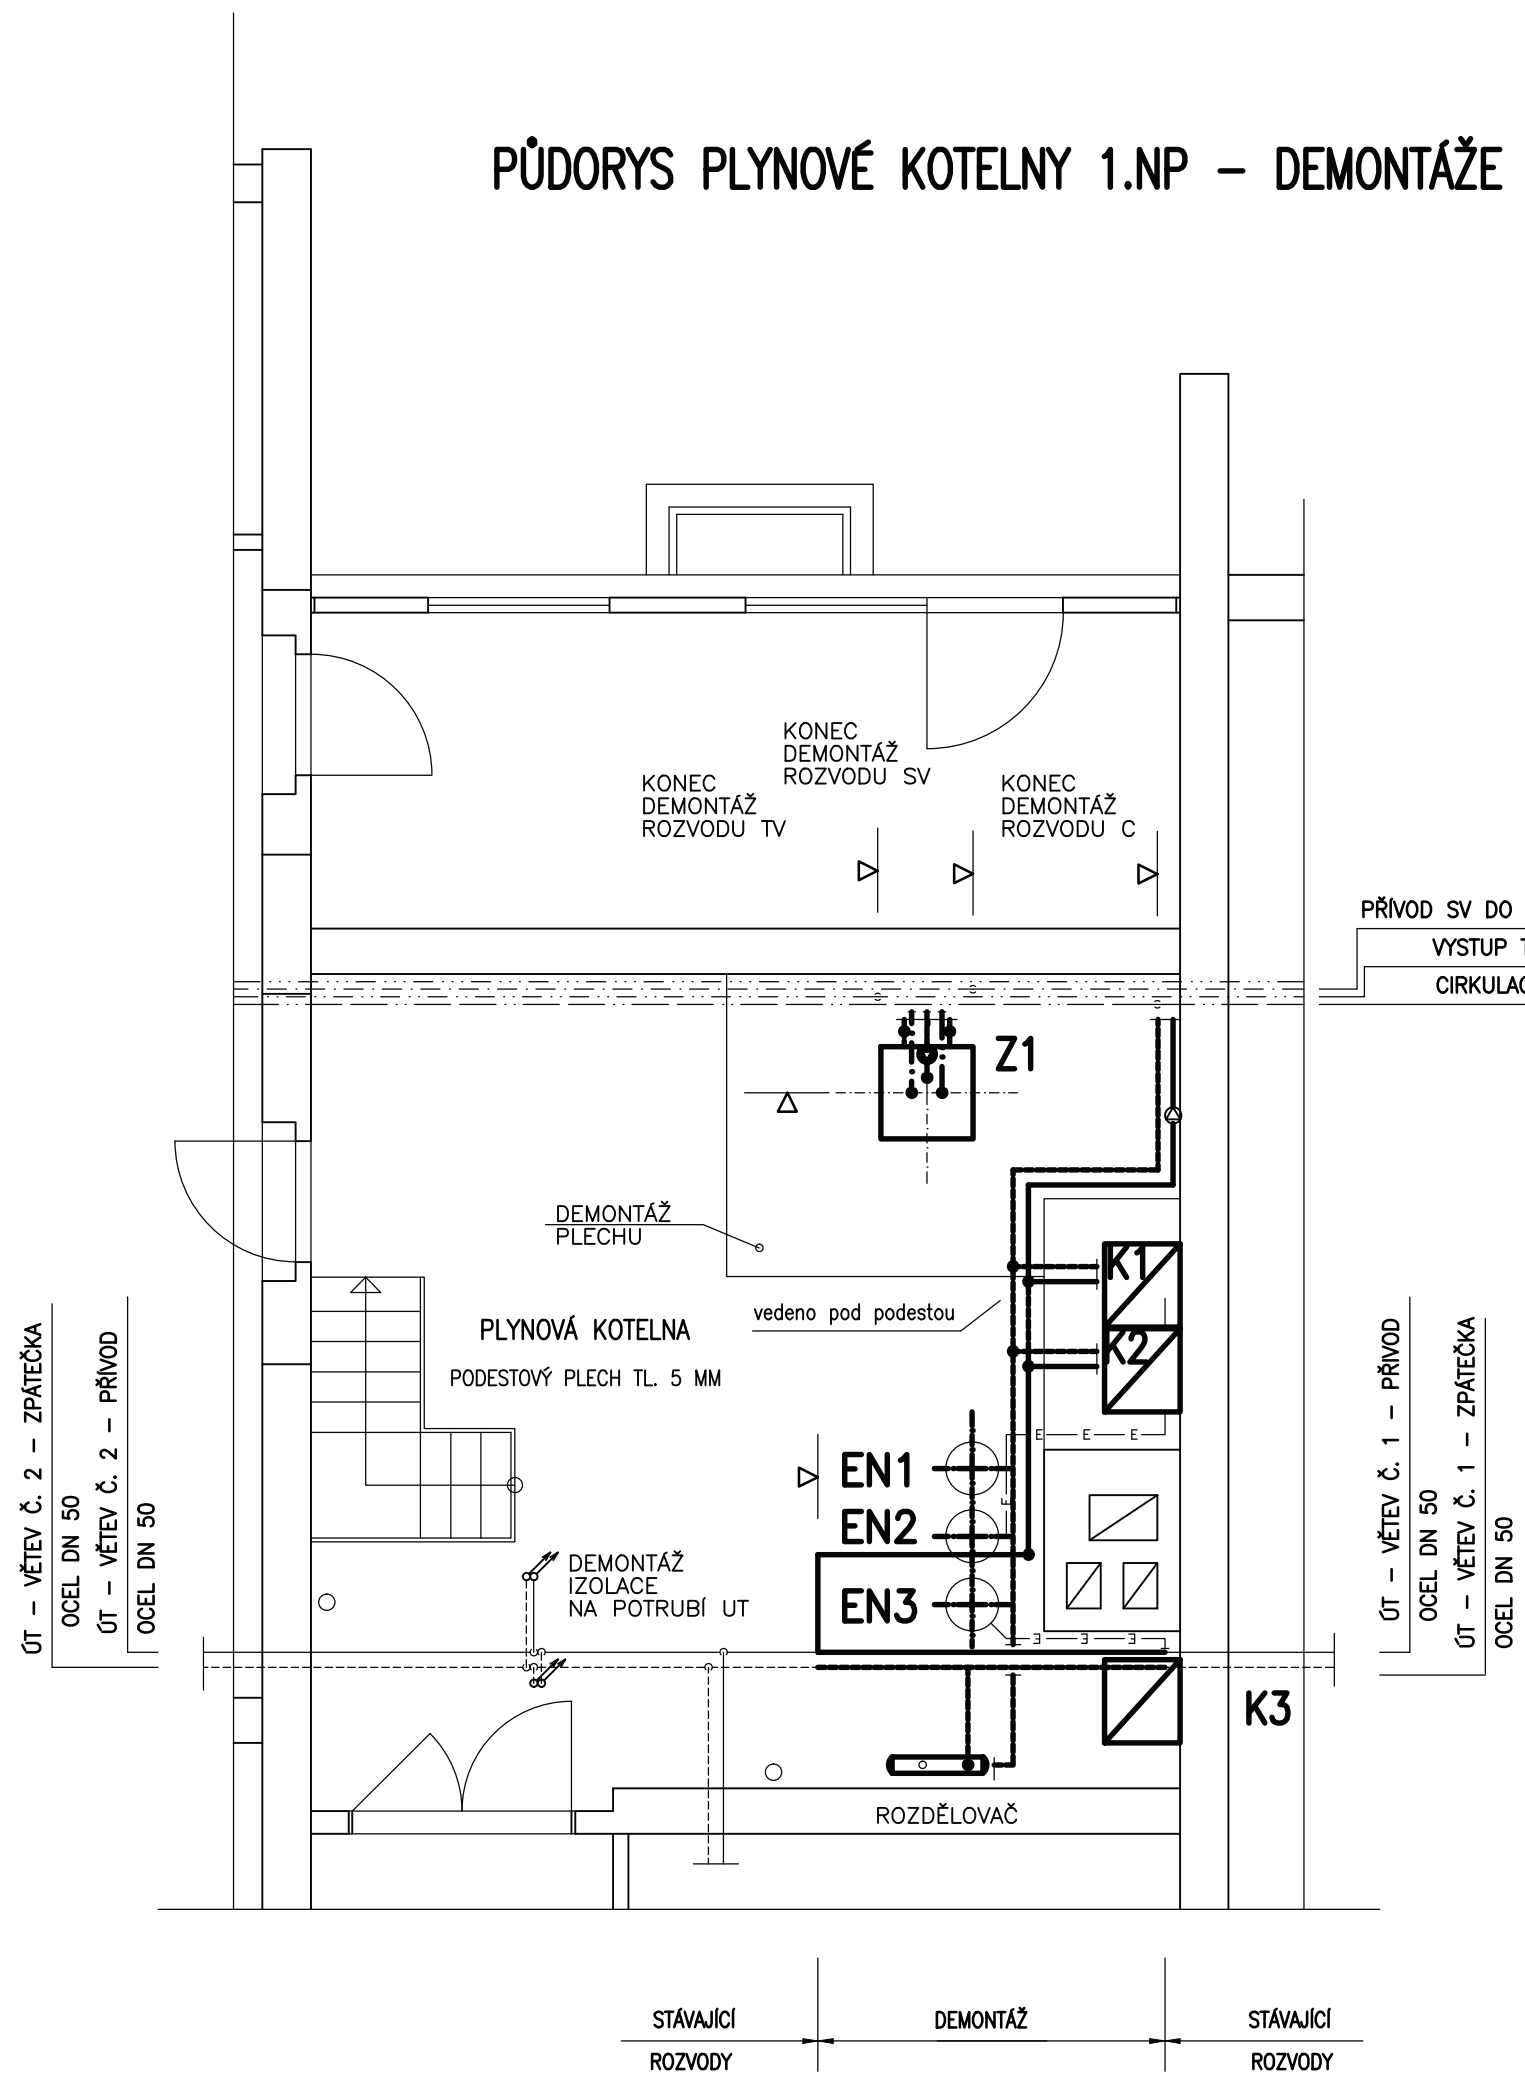 PŮDORYS PLYNOVÉ KOTELNY 1.NP – DEMONTÁŽE
KONEC
DEMONTÁŽ
ROZVODU SV
KONEC
DEMONTÁŽ
ROZVODU TV
KONEC
DEMONTÁŽ
ROZVODU C
PŘÍVOD SV DO
VYSTUP
Z1
DEMONTÁŽ
PLECHU
K1
vedeno pod podestou
PLYNOVÁ KOTELNA
K2
PODESTOVÝ PLECH TL. 5 MM
ÚT – VĚTEV Č. 2 – ZPÁTEČKA
OCEL DN 50
ÚT – VĚTEV Č. 2 – PŘÍVOD
OCEL DN 50
E E E
EN1
E
EN2
DEMONTÁŽ
IZOLACE
NA POTRUBÍ UT
EN3
E E E
ÚT – VĚTEV Č. 1 – PŘIVOD
OCEL DN 50
ÚT – VĚTEV Č. 1 – ZPÁTEČKA
OCEL DN 50
K3
ROZDĚLOVAČ
STÁVAJÍCÍ
ROZVODY
DEMONTÁŽ
STÁVAJÍCÍ
ROZVODY